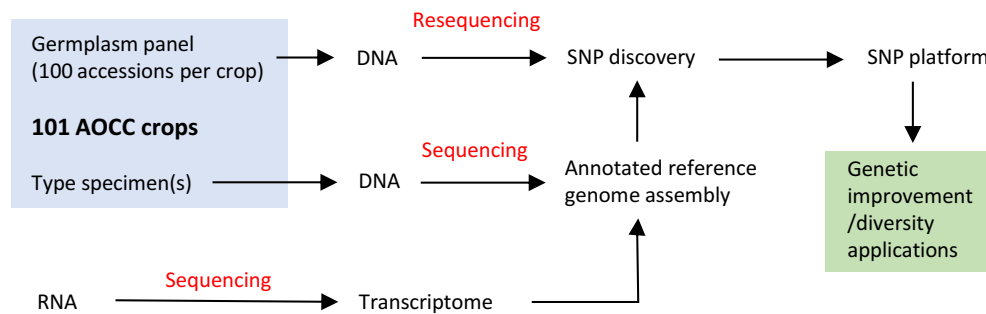 Resequencing
Germplasm panel
(100 accessions per crop)
DNA
SNP discovery
SNP platform
101 AOCC crops
Sequencing
Type specimen(s)
DNA
Annotated reference
genome assembly
Genetic
improvement
/diversity
applications
Sequencing
RNA
Transcriptome